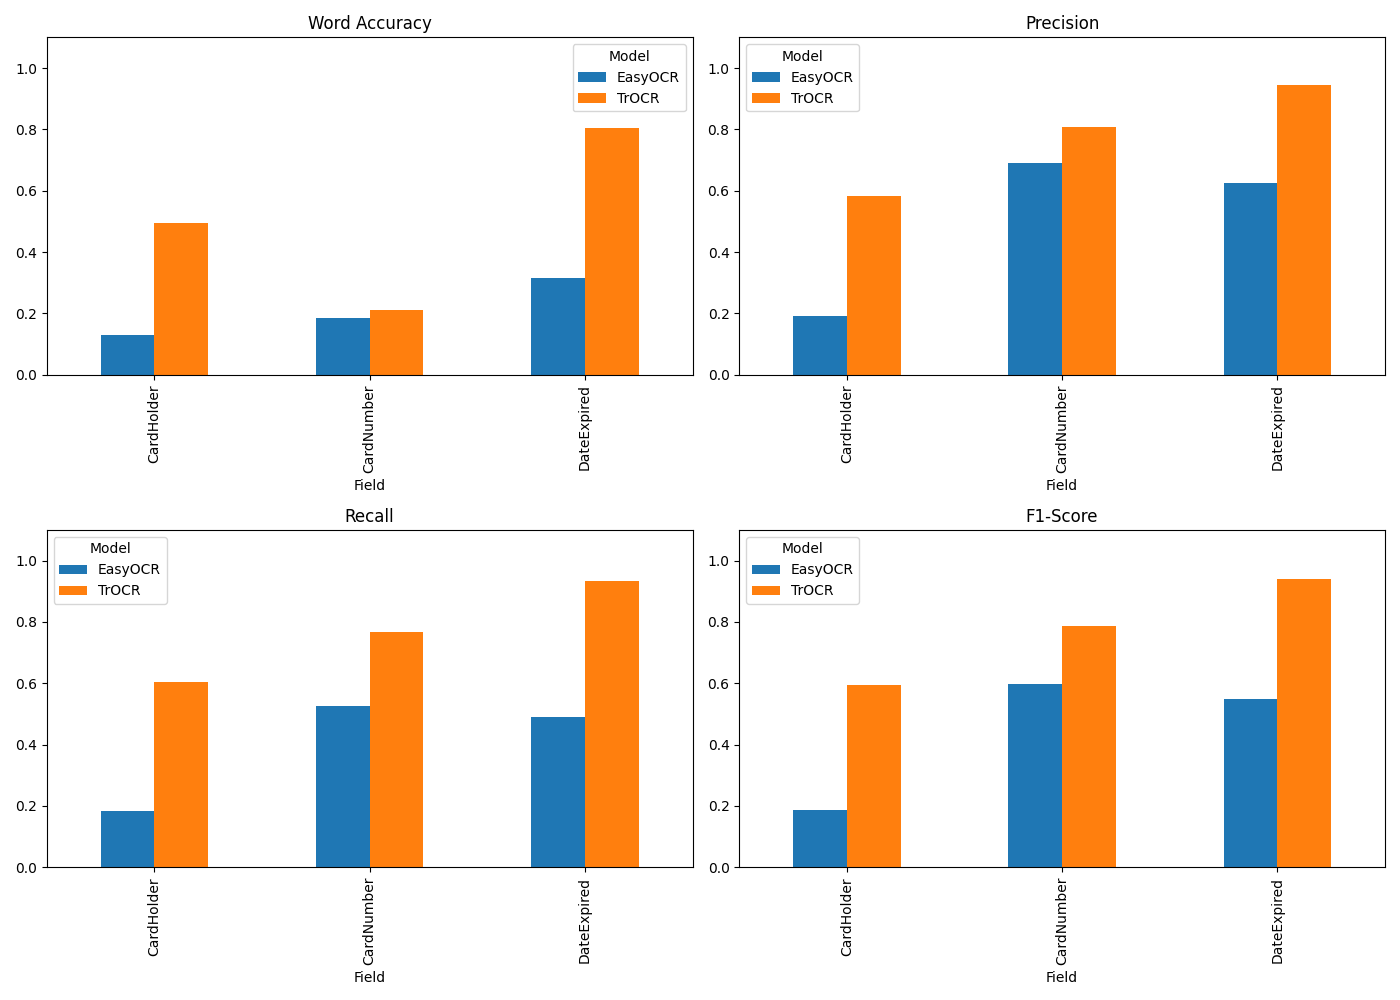 Word Accuracy
Model
EasyOCR
TrOCR
1.0
0.8
0.6
0.4
0.2
0.0
CardHolder
CardNumber
DateExpired
Field
Precision
Model
EasyOCR
TrOCR
1.0
0.8
0.6
0.4
0.2
0.0
CardHolder
CardNumber
DateExpired
Field
Recall
Model
EasyOCR
TrOCR
1.0
0.8
0.6
0.4
0.2
0.0
CardHolder
CardNumber
DateExpired
Field
F1-Score
Model
EasyOCR
TrOCR
1.0
0.8
0.6
0.4
0.2
0.0
CardHolder
CardNumber
DateExpired
Field